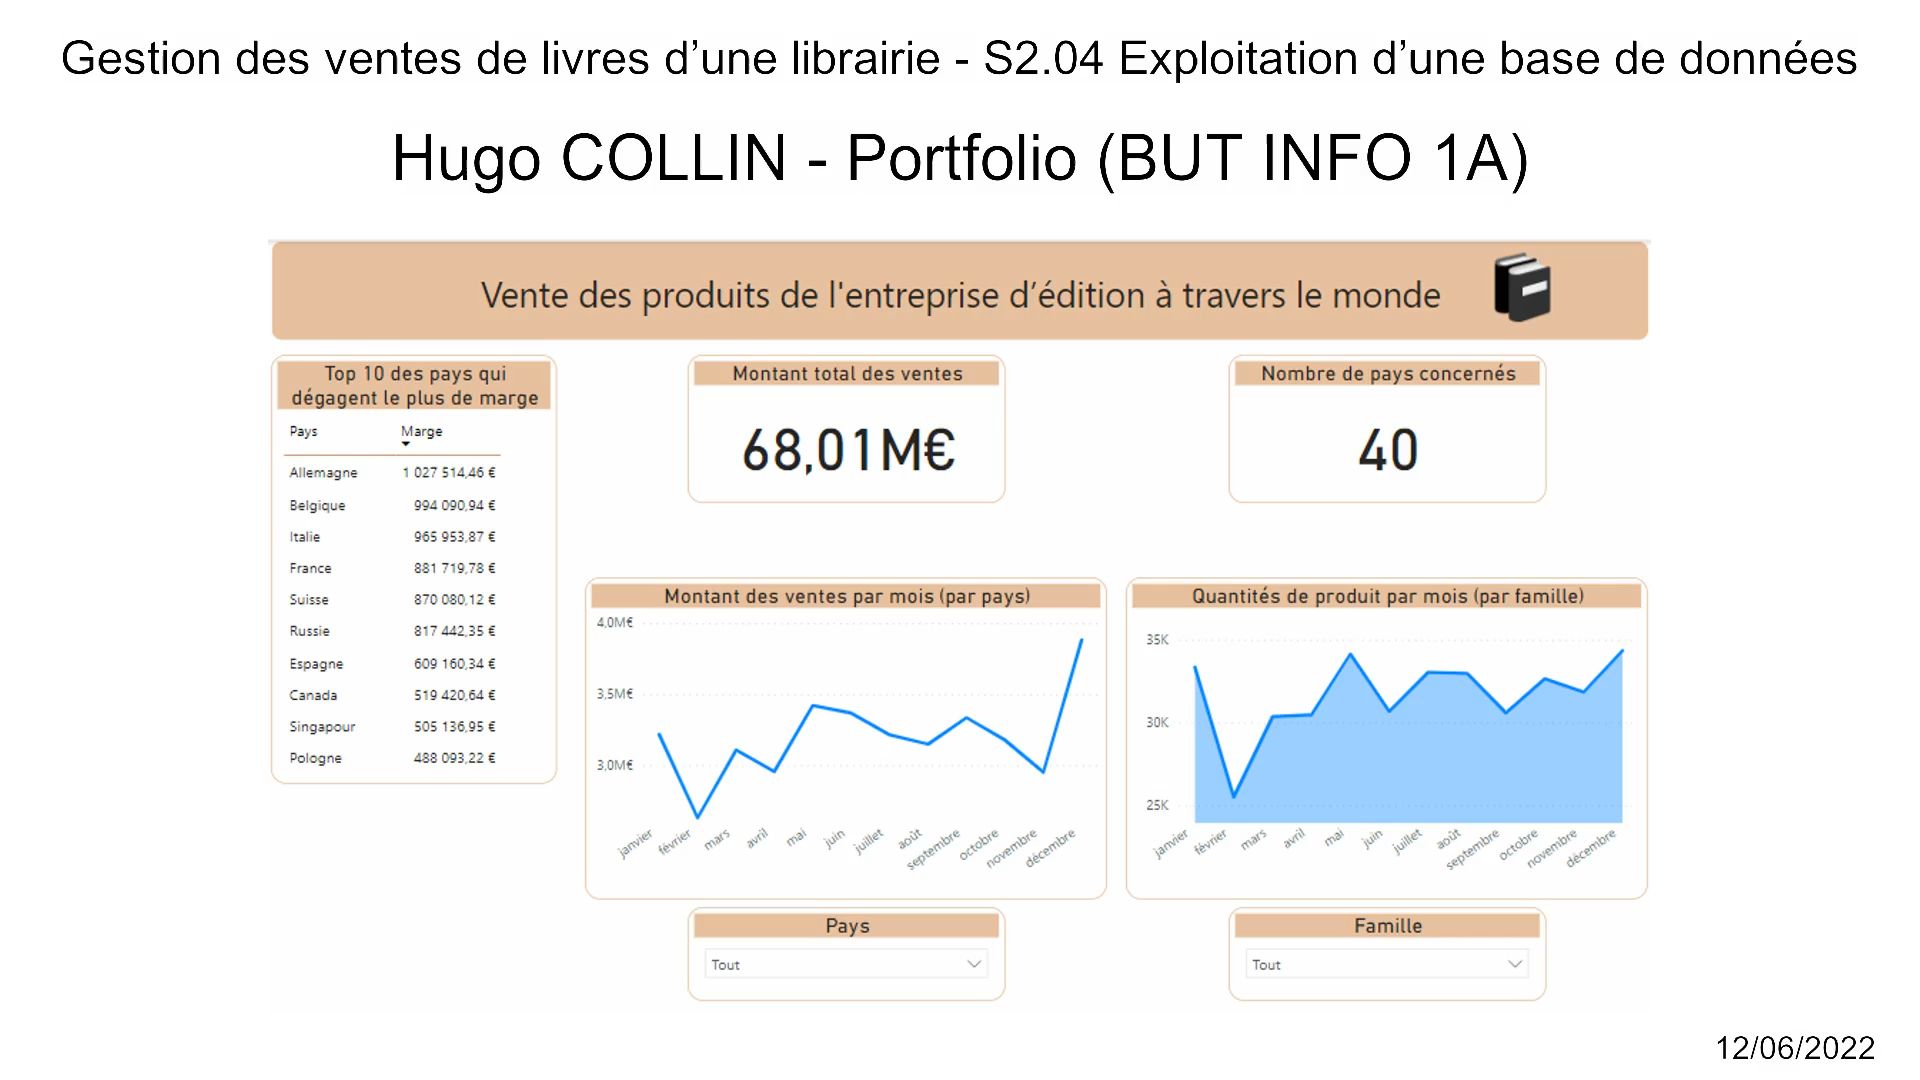 Gestion des ventes de livres d’une librairie - S2.04 Exploitation d’une base de données
Hugo COLLIN - Portfolio (BUT INFO 1A)
Vente des produits de l'entreprise d’édition à travers le monde
Top 10 des pays qui
dégagent le plus de marge
Pays Marge
Allemagne 1 027 514,46 €
Belgique 994 090,94 €
Italie 965 953,87 €
France 881 719,78 €
Suisse 870 080,12 €
Russie 817 442,35 €
Espagne 609 160,34 €
Canada 519 420,64 €
Singapour 505 136,95 €
Pologne 488 093,22 €
Montant total des ventes
68,01M€
Nombre de pays concernés
40
Montant des ventes par mois (par pays)
4,0M€
3,5M€
3,0M€
janvier février mars avril mai juin juillet août septembre octobre novembre décembre
Quantités de produit par mois (par famille)
35K
30K
25K
janvier février mars avril mai juin juillet août septembre octobre novembre décembre
Pays
Tout
Famille
Tout
12/06/2022